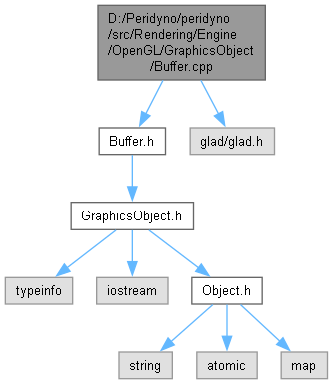 D:/Peridyno/peridyno
/src/Rendering/Engine
/OpenGL/GraphicsObject
/Buffer.cpp
Buffer.h
glad/glad.h
GraphicsObject.h
typeinfo
iostream
Object.h
string
atomic
map